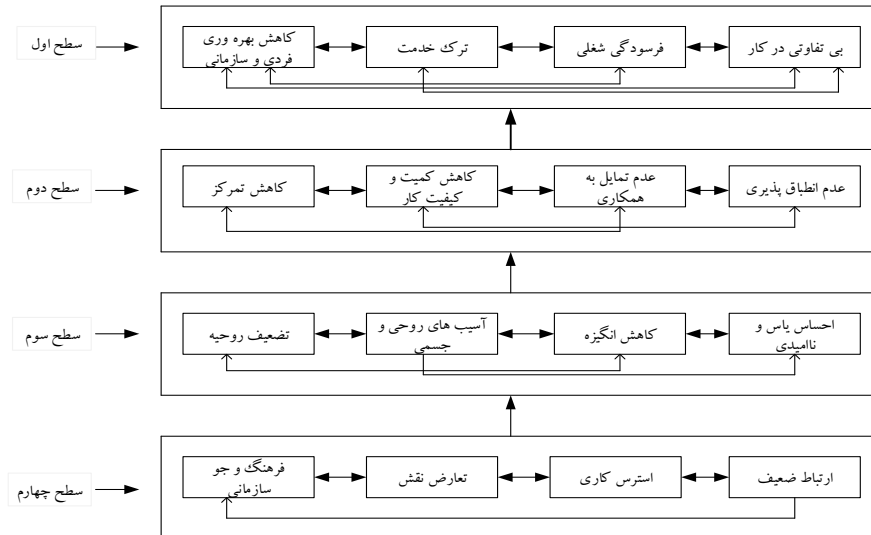 سطح اول
بی تفاوتی در کار
فرسودگی شغلی
ترک خدمت
کاهش بهره وری
فردی و سازمانی
سطح دوم
عدم انطباق پذیری
عدم تمایل به
همکاری
کاهش کمیت و
کیفیت کار
کاهش تمرکز
سطح سوم
احساس یاس و
ناامیدی
کاهش انگیزه
آسیب های روحی و
جسمی
تضعیف روحیه
سطح چهارم
ارتباط ضعیف
استرس کاری
تعارض نقش
فرهنگ و جو
سازمانی